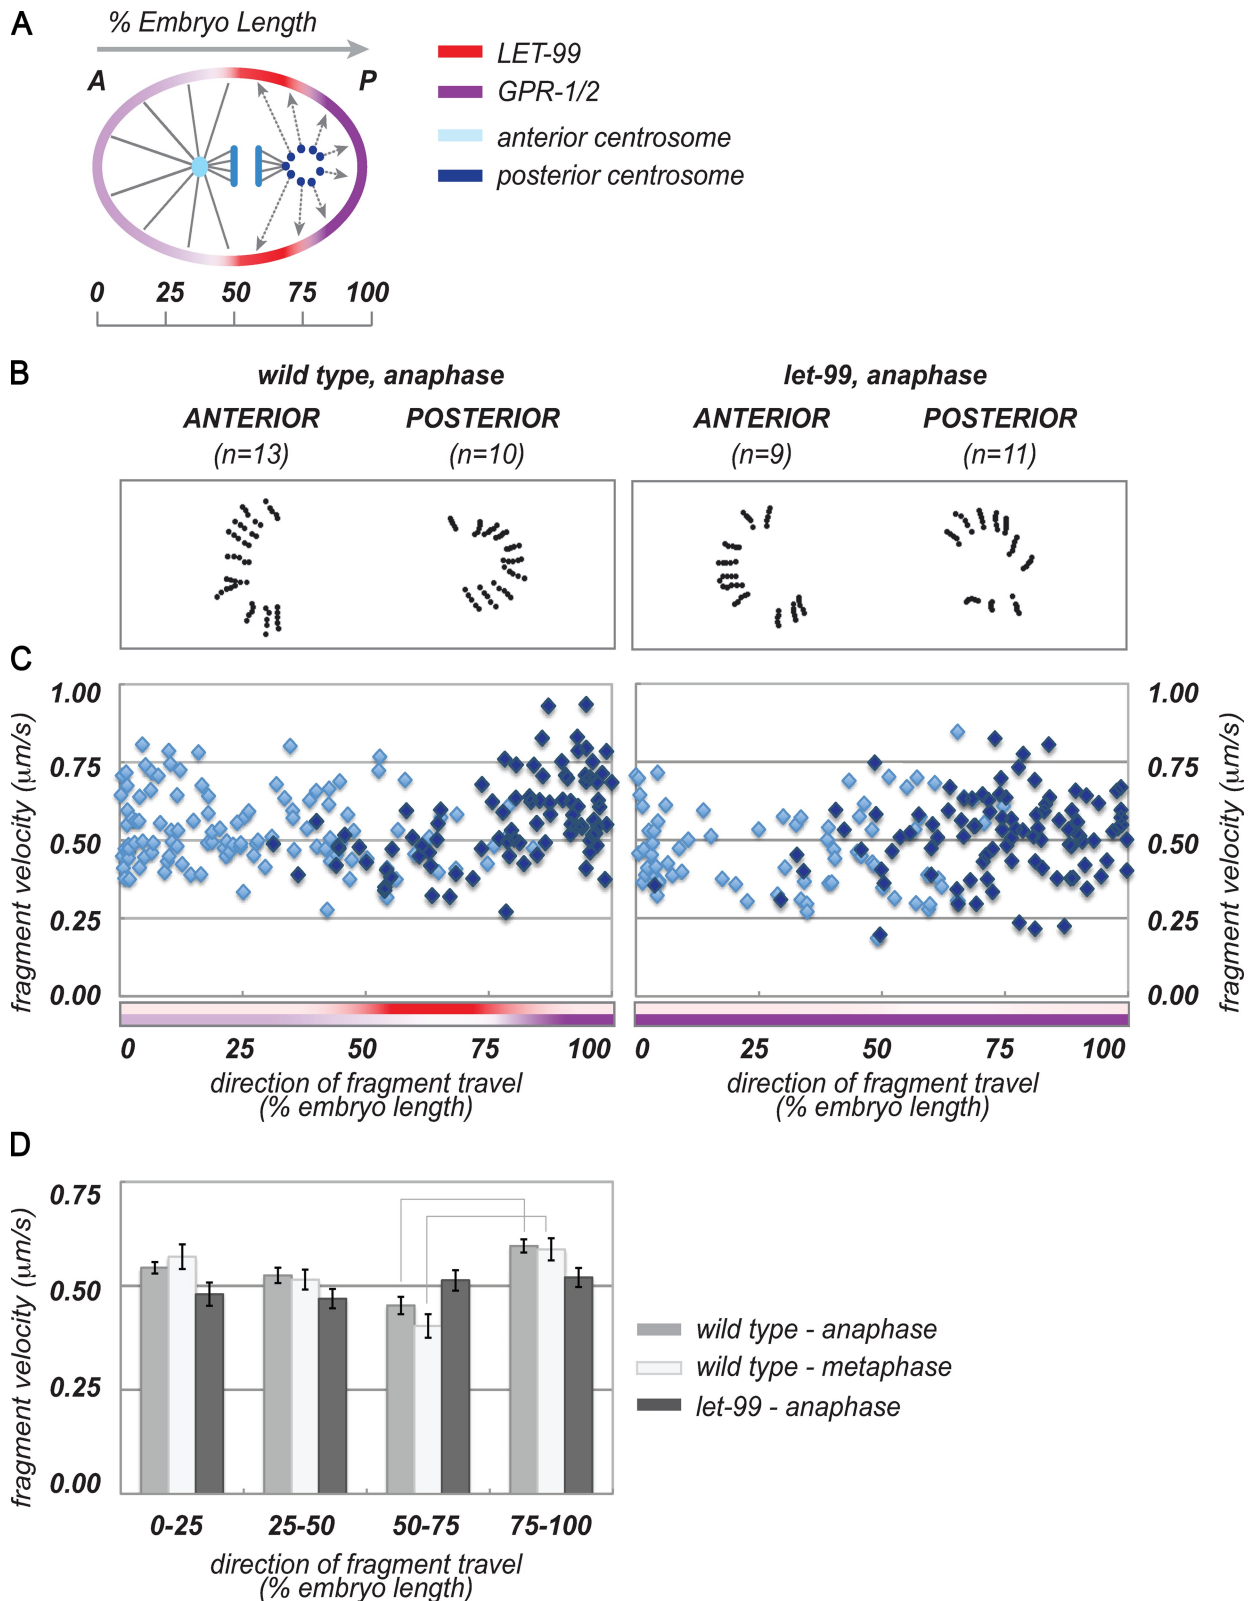 A
% Embryo Length
A
P
LET-99
GPR-1/2
anterior centrosome
posterior centrosome
0 25 50 75 100
B
wild type, anaphase
let-99, anaphase
ANTERIOR
POSTERIOR
ANTERIOR
POSTERIOR
(n=13)
(n=10)
(n=9)
(n=11)
C
fragment velocity (μm/s)
1.00
0.75
0.50
0.25
0.00
1.00
0.75
0.50
0.25
0.00
fragment velocity (μm/s)
0 25 50 75 100
0 25 50 75 100
direction of fragment travel
(% embryo length)
direction of fragment travel
(% embryo length)
D
fragment velocity (μm/s)
0.75
0.50
0.25
0.00
0-25 25-50 50-75 75-100
direction of fragment travel
(% embryo length)
wild type - anaphase
wild type - metaphase
let-99 - anaphase